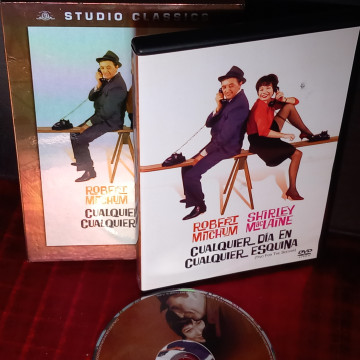 STUDIO CLASSICS
ROBERT
MITCHUM
CUALQUIER
CUALQUIER
ROBERT
MITCHUM
SHIRLEY
MacLAINE
CUALQUIER DÍA EN
CUALQUIER ESQUINA
DVD